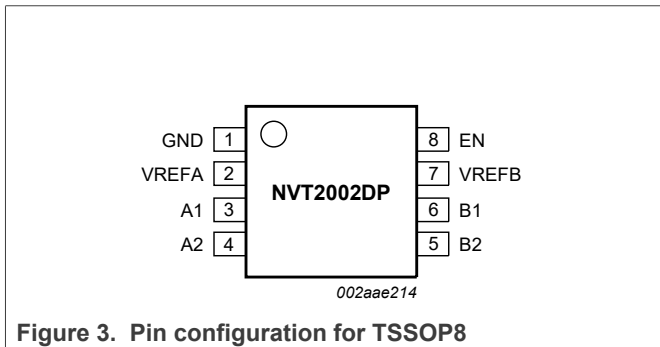 GND 1 8 EN
VREFA 2 7 VREFB
NVT2002DP
A1 3 6 B1
A2 4 5 B2
002aae214
Figure 3. Pin configuration for TSSOP8